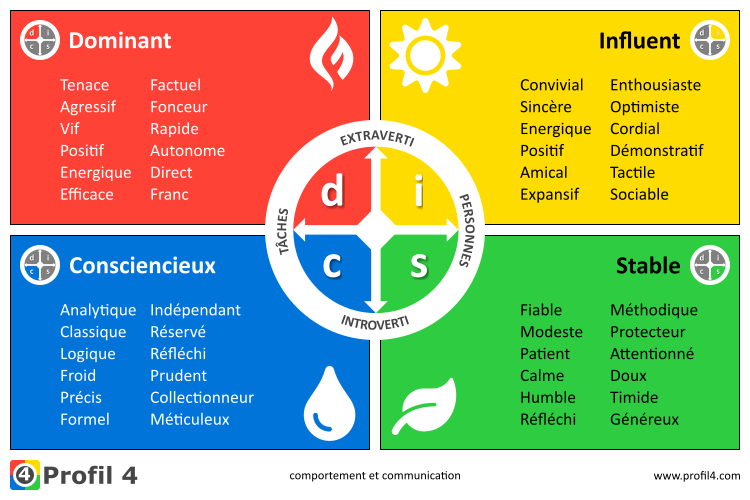 Dominant
Tenace Factuel
Agressif Fonceur
Vif Rapide
Positif Autonome
Energique Direct
Efficace Franc
Influent
Convivial Enthousiaste
Sincère Optimiste
Energique Cordial
Positif Démonstratif
Amical Tactile
Expansif Sociable
EXTRAVERTI
TÂCHES
PERSONNES
INTROVERTI
d i
c s
Consciencieux
Analytique Indépendant
Classique Réservé
Logique Réfléchi
Froid Prudent
Précis Collectionneur
Formel Méticuleux
Stable
Fiable Méthodique
Modeste Protecteur
Patient Attentionné
Calme Doux
Humble Timide
Réfléchi Généreux
4 Profil 4
comportement et communication
www.profil4.com
d i
c s
d i
c s
d i
c s
d i
c s